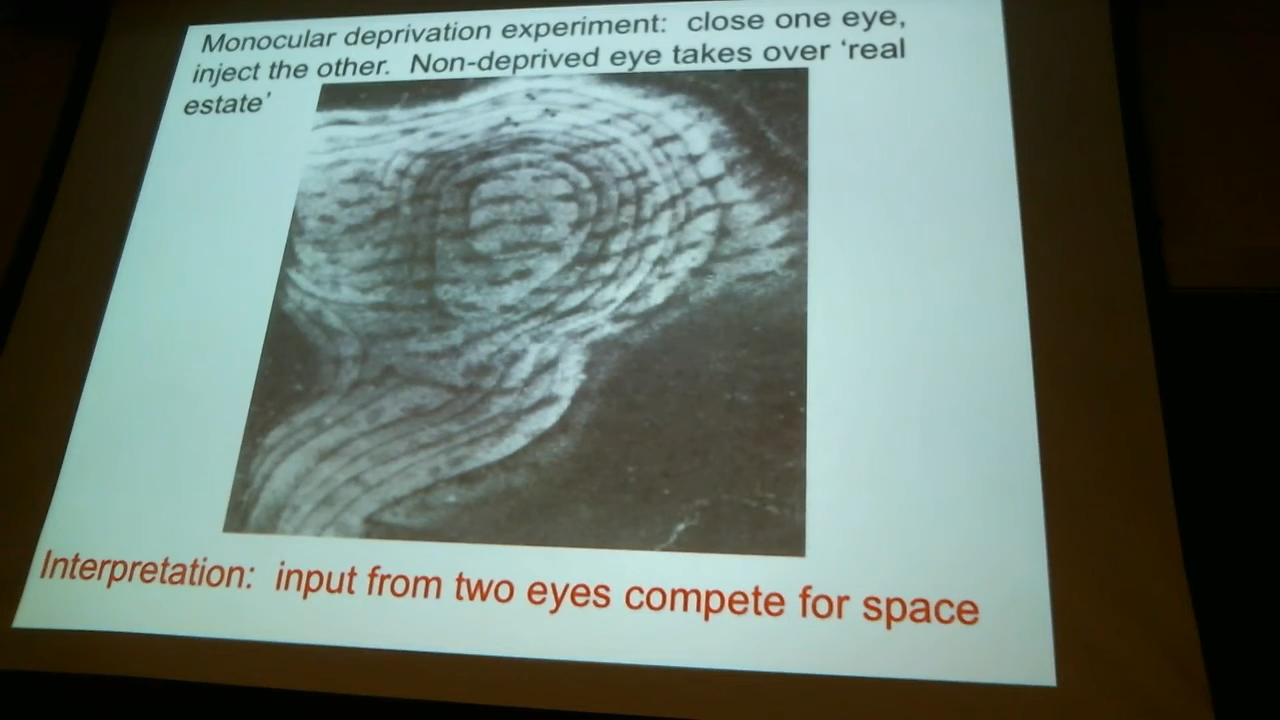 Monocular deprivation experiment:  close one eye,
inject the other.  Non-deprived eye takes over ‘real
estate’
Interpretation:  input from two eyes compete for space